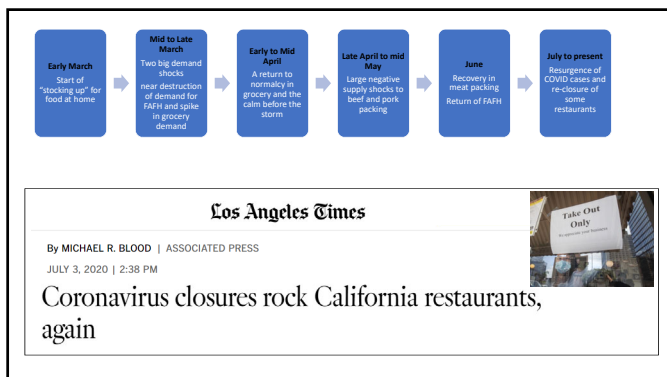 Early March
Start of
"stocking up" for
food at home
Mid to Late
March
Two big demand
shocks
near destruction
of demand for
FAFH and spike
in grocery
demand
Early to Mid
April
A return to
normalcy in
grocery and the
calm before the
storm
Late April to mid
May
Large negative
supply shocks to
beef and pork
packing
June
Recovery in
meat packing
Return of FAFH
July to present
Resurgence of
COVID cases and
re-closure of
some
restaurants
Los Angeles Times
By MICHAEL R. BLOOD | ASSOCIATED PRESS
JULY 3, 2020 | 2:38 PM
Coronavirus closures rock California restaurants,
again
Take Out
Only